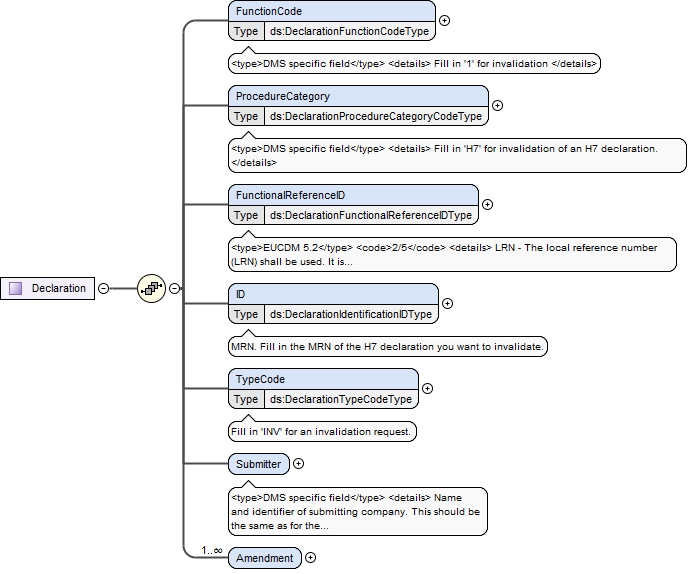 FunctionCode
Type ds:DeclarationFunctionCodeType
<type>DMS specific field</type> <details> Fill in '1' for invalidation </details>
ProcedureCategory
Type ds:DeclarationProcedureCategoryCodeType
<type>DMS specific field</type> <details> Fill in 'H7' for invalidation of an H7 declaration.
</details>
FunctionalReferenceID
Type ds:DeclarationFunctionalReferenceIDType
<type>EUCDM 5.2</type> <code>2/5</code> <details> LRN - The local reference number
(LRN) shall be used. It is...
Declaration
ID
Type ds:DeclarationIdentificationIDType
MRN. Fill in the MRN of the H7 declaration you want to invalidate.
TypeCode
Type ds:DeclarationTypeCodeType
Fill in 'INV' for an invalidation request.
Submitter
<type>DMS specific field</type> <details> Name
and identifier of submitting company. This should be
the same as for the...
1..∞
Amendment